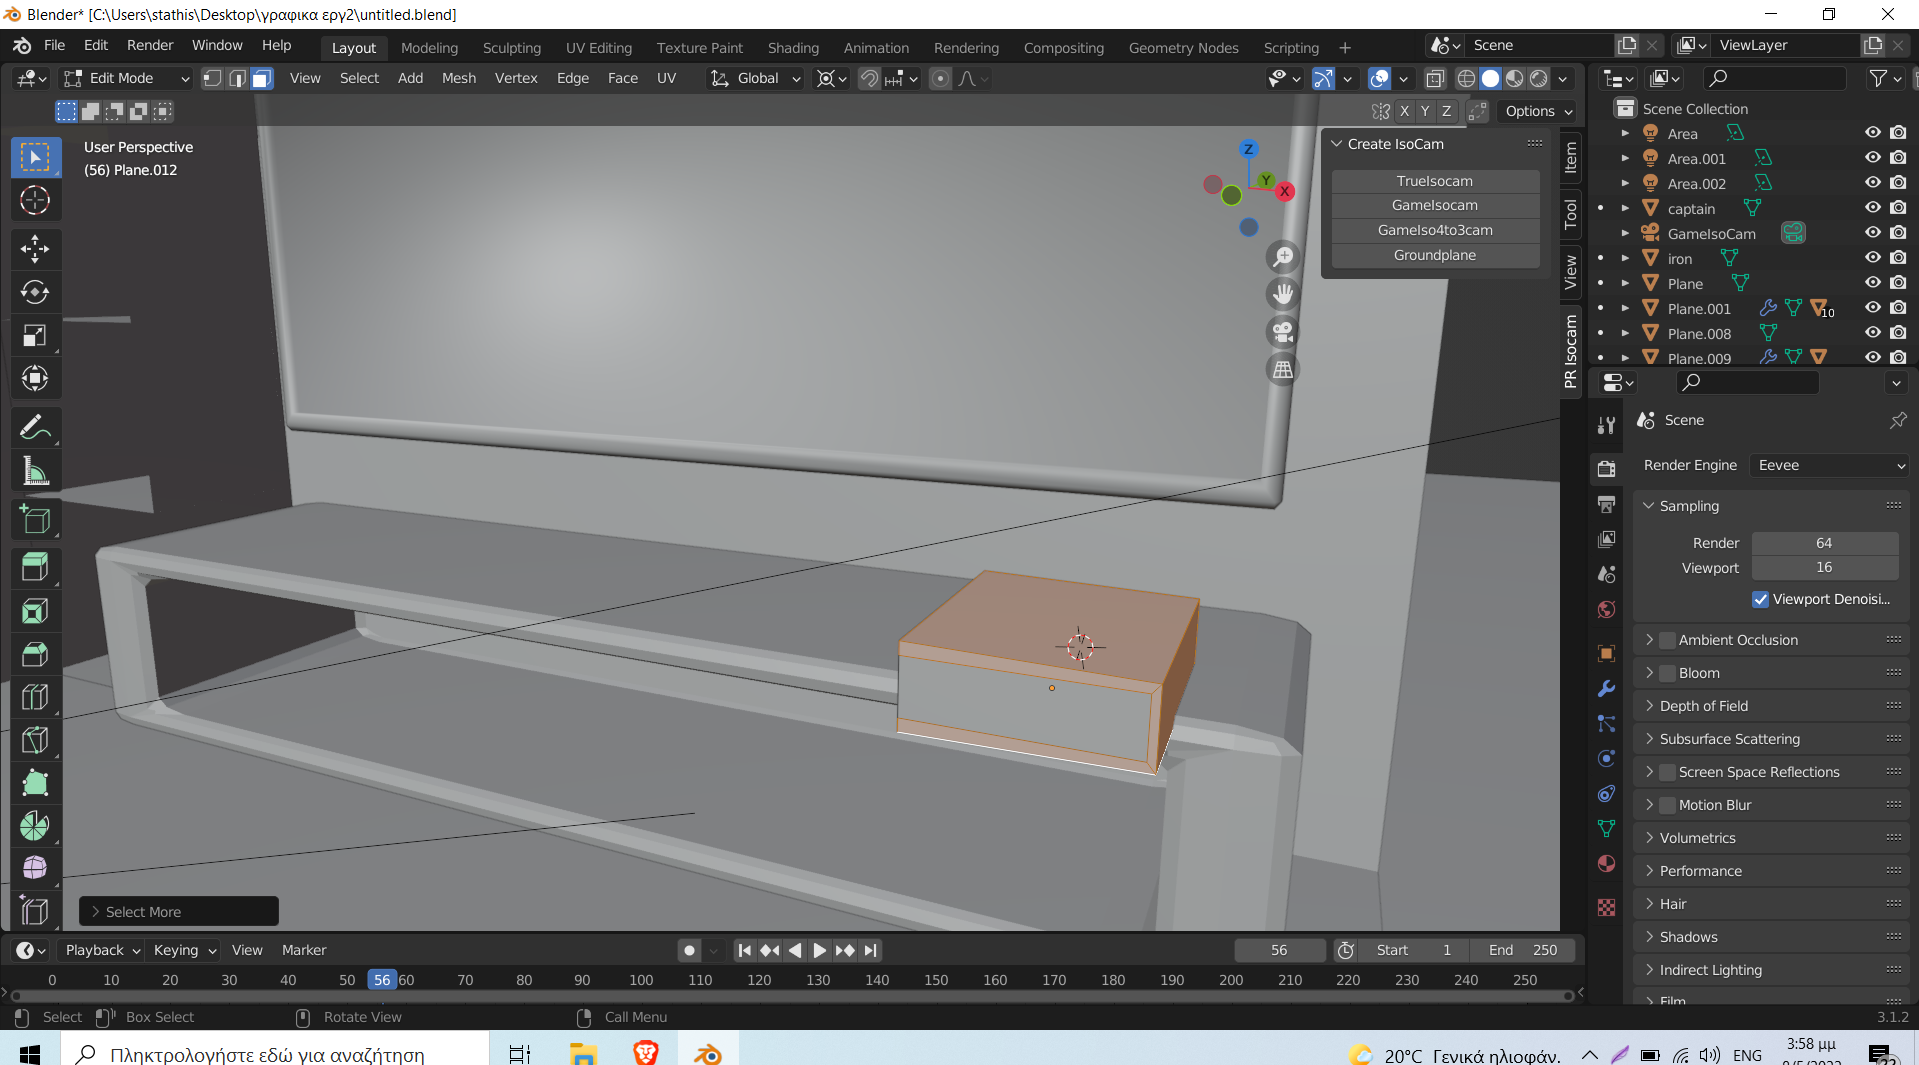 Blender* [C:\Users\stathis\Desktop\γραφικα εργ2\untitled.blend]
File Edit Render Window Help
Layout Modeling Sculpting UV Editing Texture Paint Shading Animation Rendering Compositing Geometry Nodes Scripting +
Scene
ViewLayer
Edit Mode
View Select Add Mesh Vertex Edge Face UV
Global
X Y Z
Options
User Perspective
(56) Plane.012
Z
Y
X
Create IsoCam
TrueIsocam
GameIsocam
GameIso4to3cam
Groundplane
Item
Tool
View
PR Isocam
Scene Collection
Area
Area.001
Area.002
captain
GameIsoCam
iron
Plane
Plane.001
10
Plane.008
Plane.009
Scene
Render Engine Eevee
Sampling
Render 64
Viewport 16
Viewport Denoisi...
Ambient Occlusion
Bloom
Depth of Field
Subsurface Scattering
Screen Space Reflections
Motion Blur
Volumetrics
Performance
Hair
Shadows
Indirect Lighting
Film
Select More
Playback Keying View Marker
56
Start 1
End 250
0 10 20 30 40 50 56 60 70 80 90 100 110 120 130 140 150 160 170 180 190 200 210 220 230 240 250
Select Box Select Rotate View Call Menu
3.1.2
Πληκτρολογήστε εδώ για αναζήτηση
20°C Γενικά ηλιοφάν.
ENG
3:58 μμ